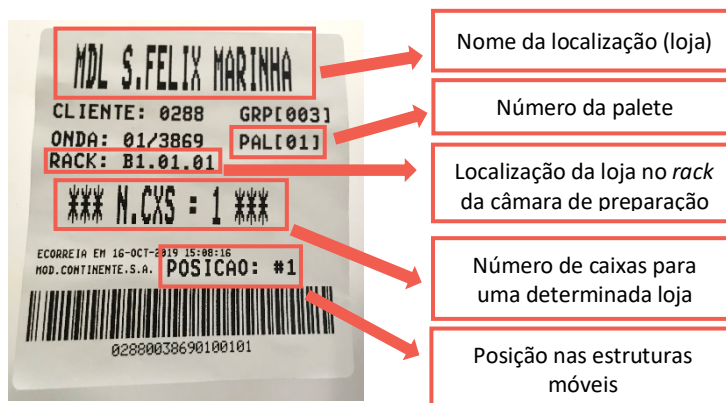 MDL S.FELIX MARINHA
CLIENTE: 0288 GRP[003]
ONDA: 01/3869 PAL[01]
RACK: B1.01.01
*** N.CXS : 1 ***
ECORREIA EM 16-OCT-2019 15:08:16
MOD.CONTINENTE.S.A. POSICAO: #1
02880038690100101
Nome da localização (loja)
Número da palete
Localização da loja no rack
da câmara de preparação
Número de caixas para
uma determinada loja
Posição nas estruturas
móveis